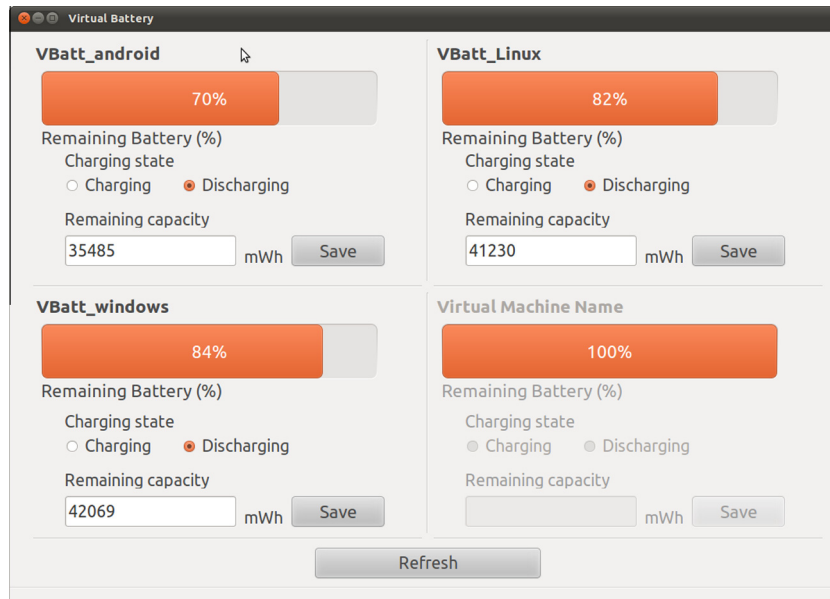 Virtual Battery
VBatt_android
70%
Remaining Battery (%)
Charging state
Charging Discharging
Remaining capacity
35485 mWh Save
VBatt_Linux
82%
Remaining Battery (%)
Charging state
Charging Discharging
Remaining capacity
41230 mWh Save
VBatt_windows
84%
Remaining Battery (%)
Charging state
Charging Discharging
Remaining capacity
42069 mWh Save
Virtual Machine Name
100%
Remaining Battery (%)
Charging state
Charging Discharging
Remaining capacity
mWh Save
Refresh